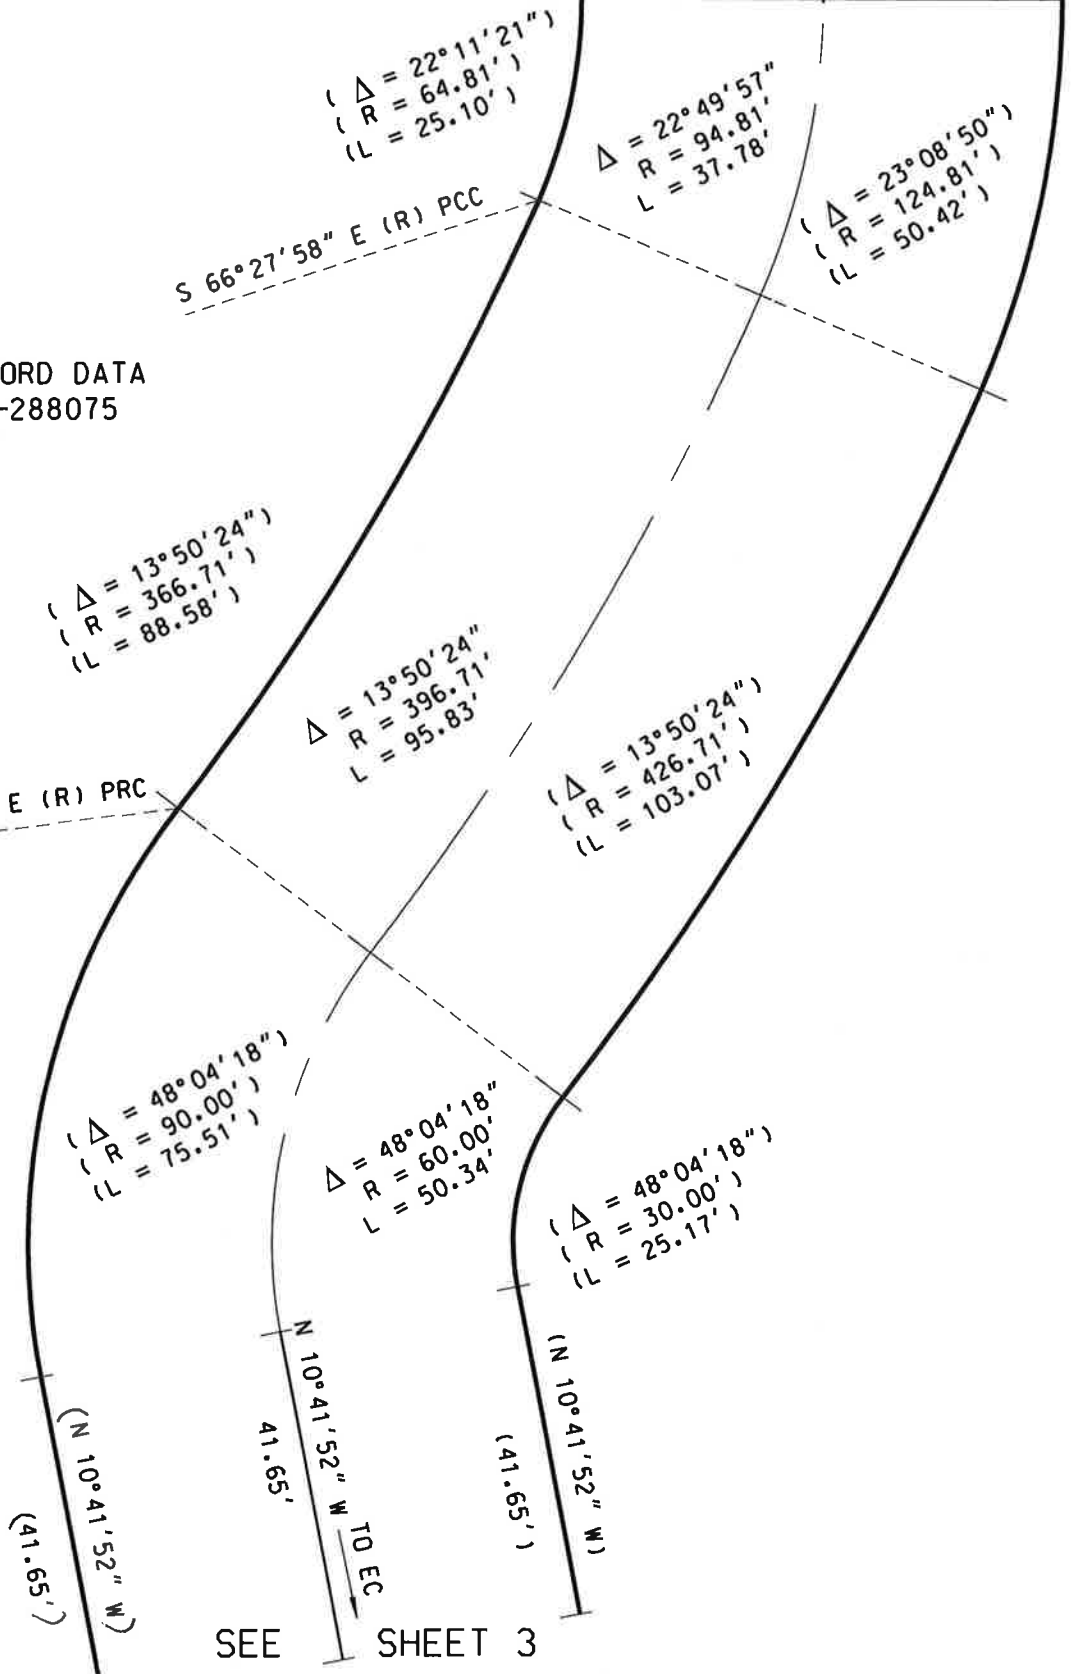 ( Δ = 22°11'21" )
( R = 64.81' )
(L = 25.10' )
Δ = 22°49'57"
R = 94.81'
L = 37.78'
( Δ = 23°08'50" )
( R = 124.81' )
(L = 50.42' )
S 66°27'58" E (R) PCC
ORD DATA
-288075
( Δ = 13°50'24" )
( R = 366.71' )
(L = 88.58' )
Δ = 13°50'24"
R = 396.71'
L = 95.83'
( Δ = 13°50'24" )
( R = 426.71' )
(L = 103.07' )
E (R) PRC
( Δ = 48°04'18" )
( R = 90.00' )
(L = 75.51' )
Δ = 48°04'18"
R = 60.00'
L = 50.34'
( Δ = 48°04'18" )
( R = 30.00' )
(L = 25.17' )
(N 10°41'52" W)
(41.65')
N 10°41'52" W
41.65'
TO EC
(N 10°41'52" W)
(41.65')
SEE SHEET 3